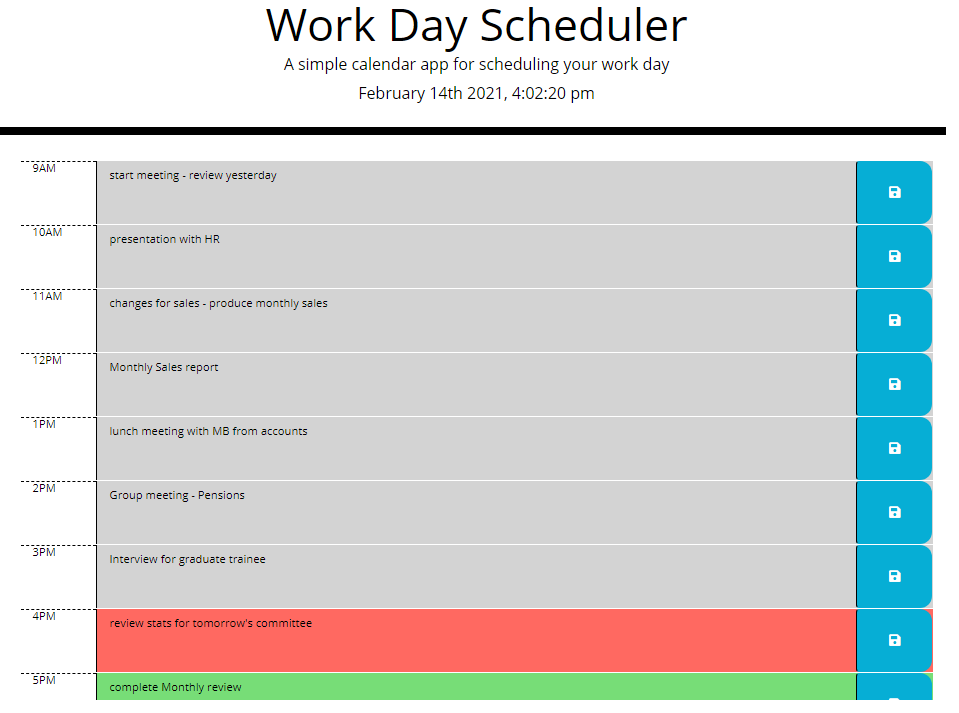 Work Day Scheduler
A simple calendar app for scheduling your work day
February 14th 2021, 4:02:20 pm
9AM
start meeting - review yesterday
10AM
presentation with HR
11AM
changes for sales - produce monthly sales
12PM
Monthly Sales report
1PM
lunch meeting with MB from accounts
2PM
Group meeting - Pensions
3PM
Interview for graduate trainee
4PM
review stats for tomorrow's committee
5PM
complete Monthly review